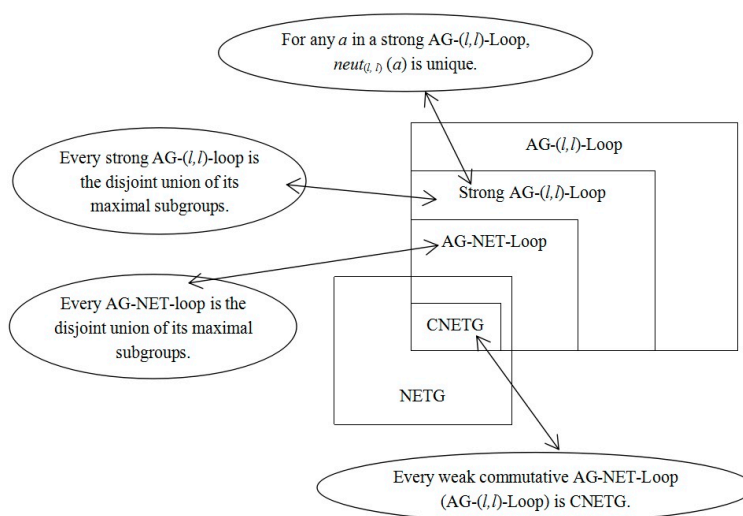 For any a in a strong AG-(l,l)-Loop,
neut(l, l) (a) is unique.
AG-(l,l)-Loop
Every strong AG-(l,l)-loop is
the disjoint union of its
maximal subgroups.
Strong AG-(l,l)-Loop
AG-NET-Loop
Every AG-NET-loop is the
disjoint union of its maximal
subgroups.
CNETG
NETG
Every weak commutative AG-NET-Loop
(AG-(l,l)-Loop) is CNETG.